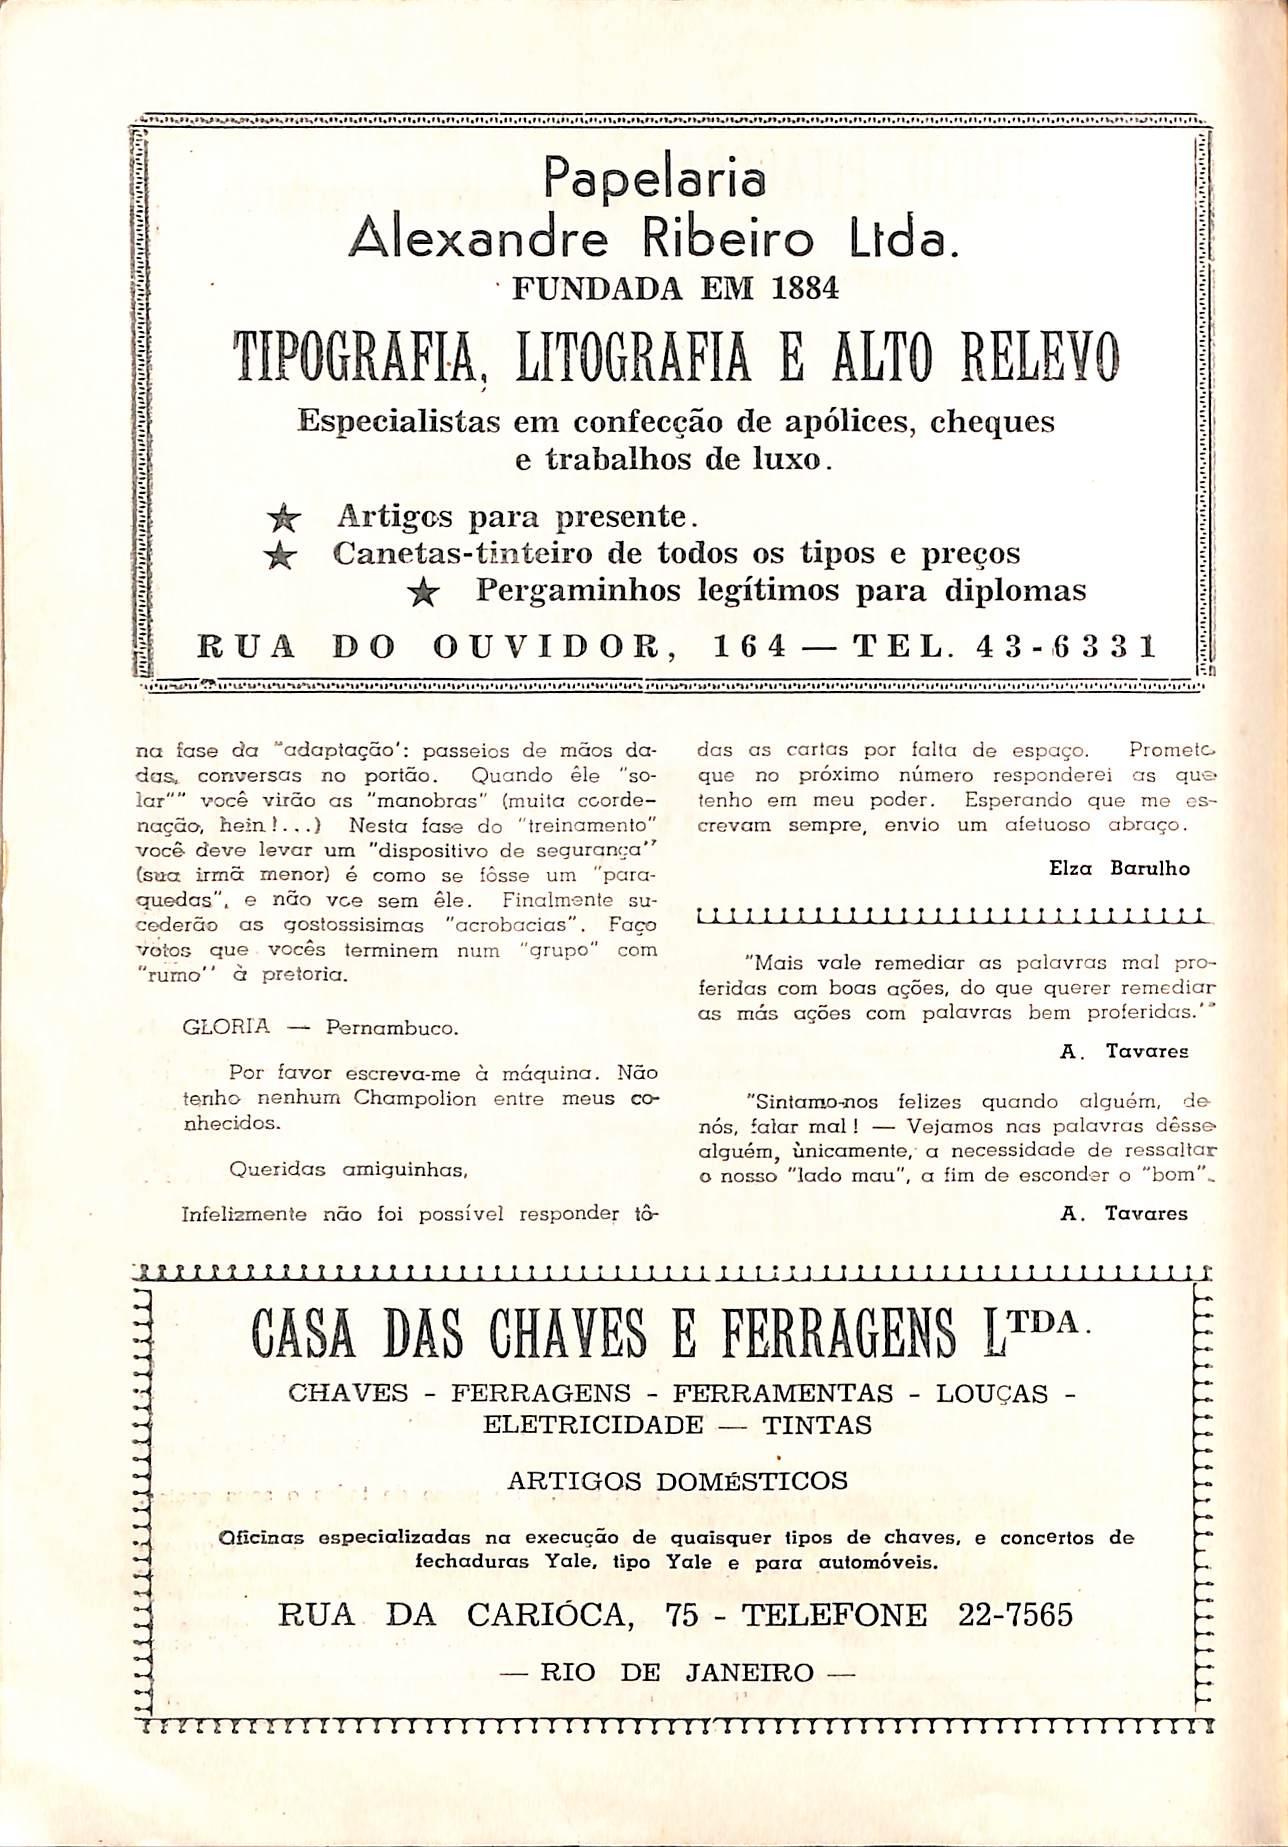 Papelaria
Alexandre Ribeiro Ltda.
FUNDADA EM 1884
TIPOGRAFIA, LITOGRAFIA E ALTO RELEVO
Especialistas em confecção de apólices, cheques
e trabalhos de luxo.
★ Artigos para presente.
★ Canetas-tinteiro de todos os tipos e preços
★ Pergaminhos legítimos para diplomas
RUA DO OUVIDOR, 164 — TEL. 43-6331
na fase da "adaptação': passeios de mãos da-
das, conversas no portão. Quando êle "so-
lar"" você virão as "manobras" (muita coorde-
nação, hein!...) Nesta fase do "treinamento"
você deve levar um "dispositivo de segurança"
(sua irmã menor) é como se fôsse um "para-
quedas", e não voe sem êle. Finalmente su-
cederão as gostossisimas "acrobacias". Faço
votos que vocês terminem num "grupo" com
"rumo" à pretoria.
GLORIA — Pernambuco.
Por favor escreva-me à máquina. Não
tenho nenhum Champolion entre meus co-
nhecidos.
Queridas amiguinhas,
Infelizmente não foi possível responder tô-
das as cartas por falta de espaço. Prometo
que no próximo número responderei as que
tenho em meu poder. Esperando que me es-
crevam sempre, envio um afetuoso abraço.
Elza Barulho
"Mais vale remediar as palavras mal pro-
feridas com boas ações, do que querer remediar
as más ações com palavras bem proferidas."
A. Tavares
"Sintamo-nos felizes quando alguém, de
nós, falar mal! — Vejamos nas palavras dêsse
alguém, ùnicamente, a necessidade de ressaltar
o nosso "lado mau", a fim de esconder o "bom".
A. Tavares
CASA DAS CHAVES E FERRAGENS LTDA.
CHAVES - FERRAGENS - FERRAMENTAS - LOUÇAS -
ELETRICIDADE — TINTAS
ARTIGOS DOMÉSTICOS
Oficinas especializadas na execução de quaisquer tipos de chaves, e concertos de
fechaduras Yale, tipo Yale e para automóveis.
RUA DA CARIÓCA, 75 - TELEFONE 22-7565
— RIO DE JANEIRO —